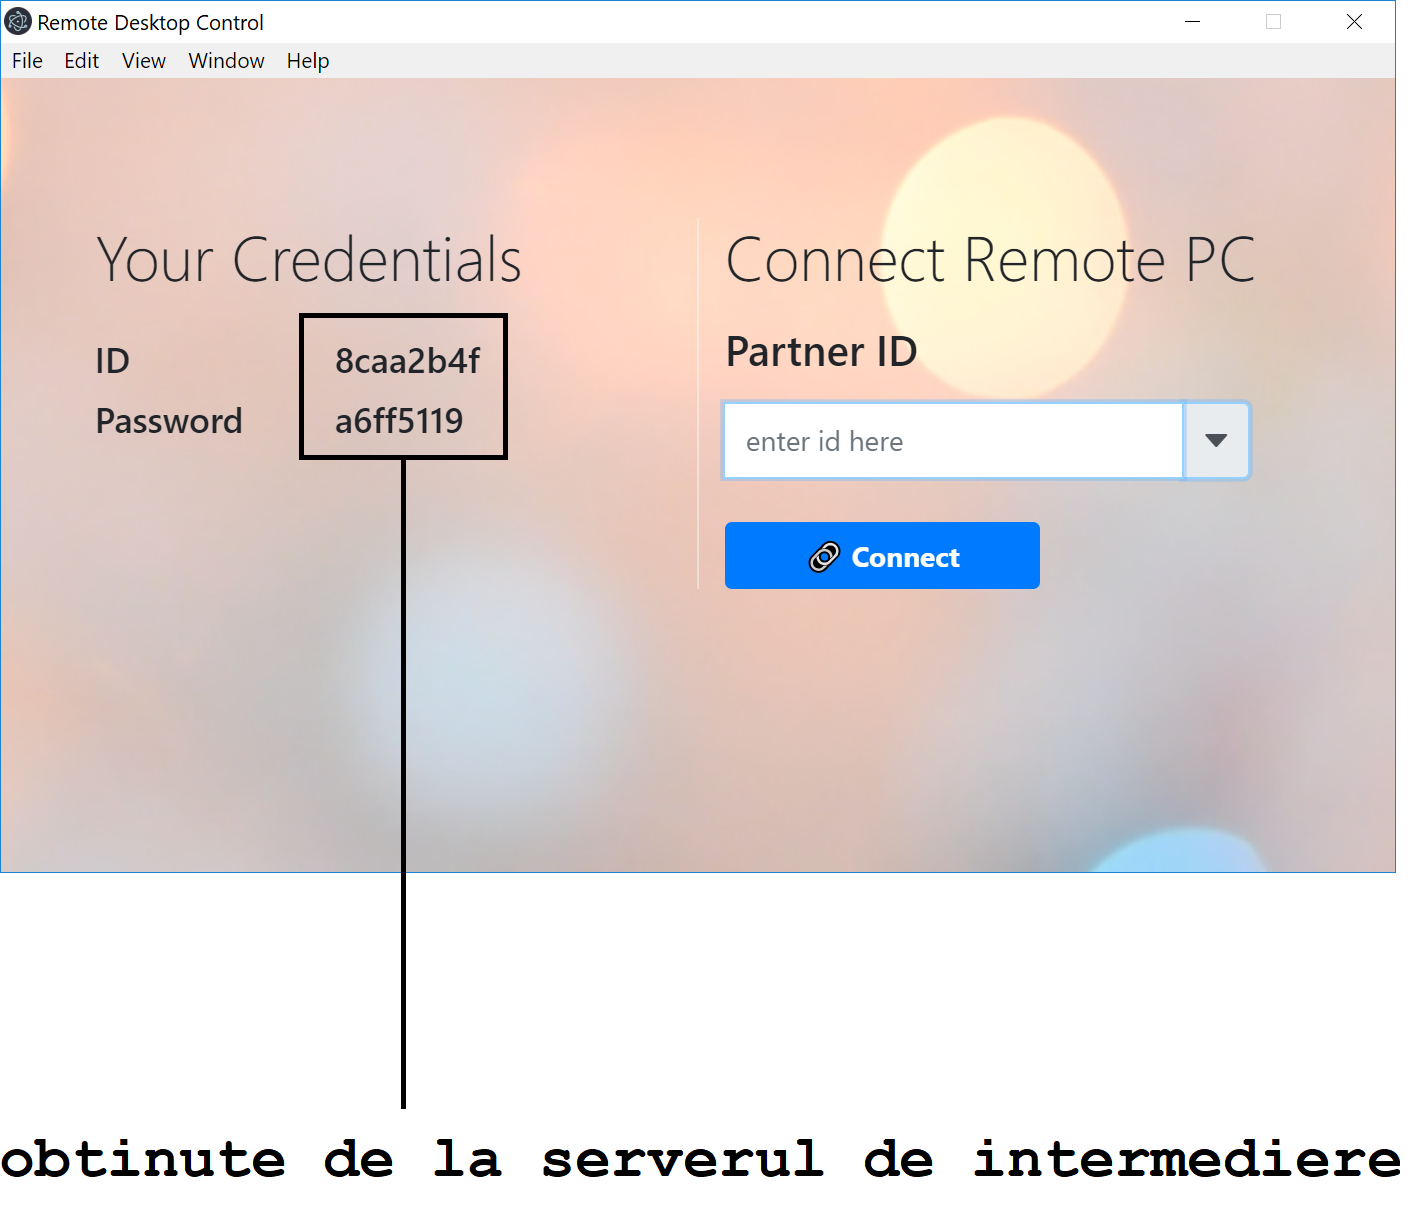 Remote Desktop Control
File Edit View Window Help
Your Credentials
ID 8caa2b4f
Password a6ff5119
Connect Remote PC
Partner ID
enter id here
Connect
obtinute de la serverul de intermediere